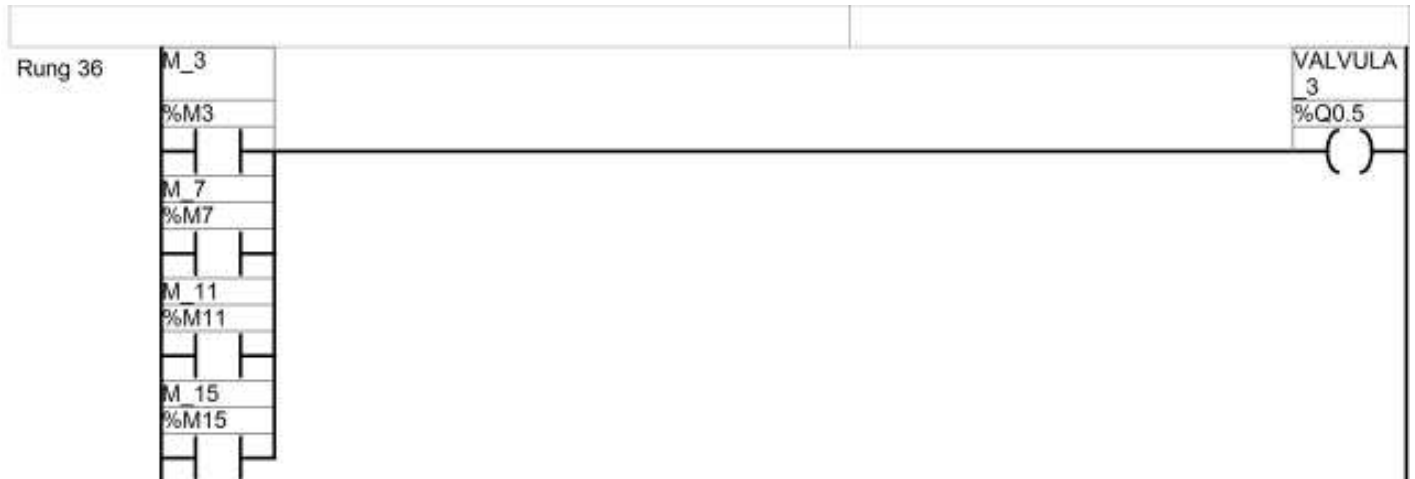 Rung 36
M_3
%M3
M_7
%M7
M_11
%M11
M_15
%M15
VALVULA
_3
%Q0.5